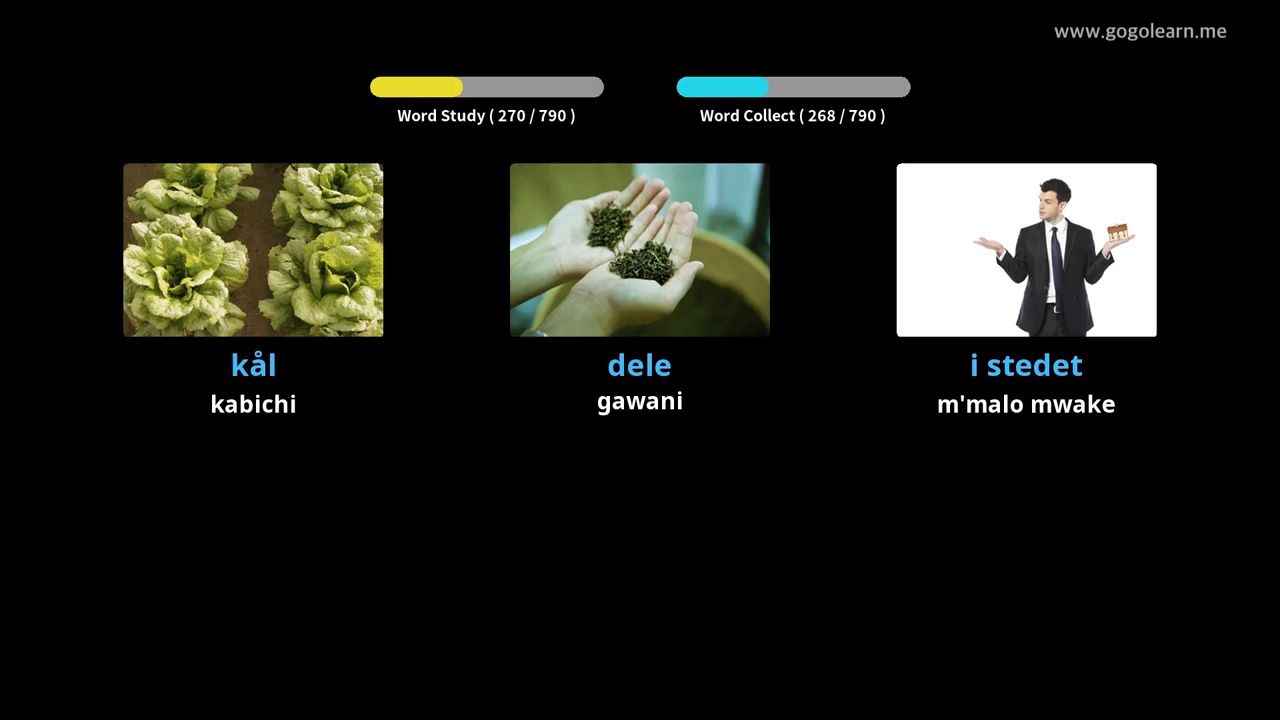 www.gogolearn.me
Word Study ( 270 / 790 )
Word Collect ( 268 / 790 )
kål
kabichi
dele
gawani
i stedet
m'malo mwake